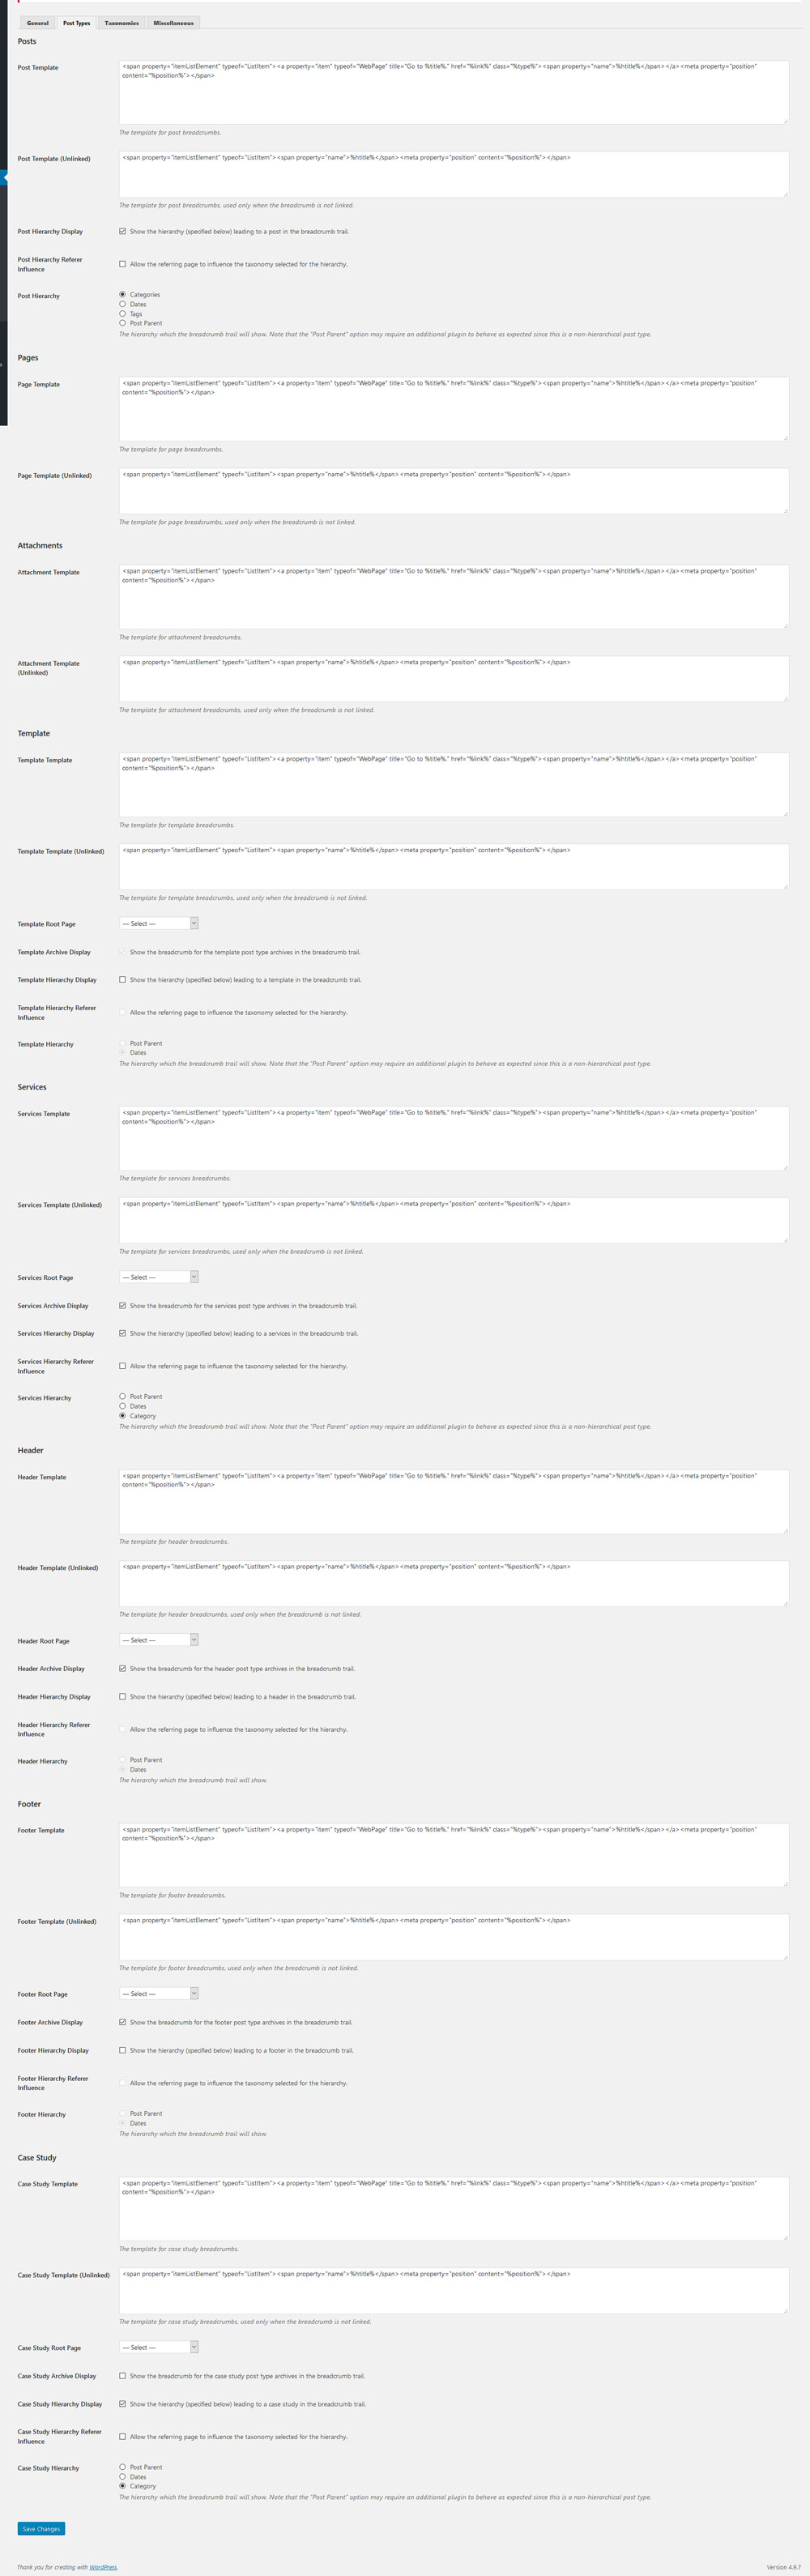 General Post Types Taxonomies Miscellaneous
Posts
Post Template
<span property="itemListElement" typeof="ListItem"><a property="item" typeof="WebPage" title="Go to %title%." href="%link%" class="%type%"><span property="name">%htitle%</span></a><meta property="position"
content="%position%"></span>
The template for post breadcrumbs.
Post Template (Unlinked)
<span property="itemListElement" typeof="ListItem"><span property="name">%htitle%</span><meta property="position" content="%position%"></span>
The template for post breadcrumbs, used only when the breadcrumb is not linked.
Post Hierarchy Display
Show the hierarchy (specified below) leading to a post in the breadcrumb trail.
Post Hierarchy Referer
Influence
Allow the referring page to influence the taxonomy selected for the hierarchy.
Post Hierarchy
Categories
Dates
Tags
Post Parent
The hierarchy which the breadcrumb trail will show. Note that the "Post Parent" option may require an additional plugin to behave as expected since this is a non-hierarchical post type.
Pages
Page Template
<span property="itemListElement" typeof="ListItem"><a property="item" typeof="WebPage" title="Go to %title%." href="%link%" class="%type%"><span property="name">%htitle%</span></a><meta property="position"
content="%position%"></span>
The template for page breadcrumbs.
Page Template (Unlinked)
<span property="itemListElement" typeof="ListItem"><span property="name">%htitle%</span><meta property="position" content="%position%"></span>
The template for page breadcrumbs, used only when the breadcrumb is not linked.
Attachments
Attachment Template
<span property="itemListElement" typeof="ListItem"><a property="item" typeof="WebPage" title="Go to %title%." href="%link%" class="%type%"><span property="name">%htitle%</span></a><meta property="position"
content="%position%"></span>
The template for attachment breadcrumbs.
Attachment Template
(Unlinked)
<span property="itemListElement" typeof="ListItem"><span property="name">%htitle%</span><meta property="position" content="%position%"></span>
The template for attachment breadcrumbs, used only when the breadcrumb is not linked.
Template
Template Template
<span property="itemListElement" typeof="ListItem"><a property="item" typeof="WebPage" title="Go to %title%." href="%link%" class="%type%"><span property="name">%htitle%</span></a><meta property="position"
content="%position%"></span>
The template for template breadcrumbs.
Template Template (Unlinked)
<span property="itemListElement" typeof="ListItem"><span property="name">%htitle%</span><meta property="position" content="%position%"></span>
The template for template breadcrumbs, used only when the breadcrumb is not linked.
Template Root Page
— Select —
Template Archive Display
Show the breadcrumb for the template post type archives in the breadcrumb trail.
Template Hierarchy Display
Show the hierarchy (specified below) leading to a template in the breadcrumb trail.
Template Hierarchy Referer
Influence
Allow the referring page to influence the taxonomy selected for the hierarchy.
Template Hierarchy
Post Parent
Dates
The hierarchy which the breadcrumb trail will show. Note that the "Post Parent" option may require an additional plugin to behave as expected since this is a non-hierarchical post type.
Services
Services Template
<span property="itemListElement" typeof="ListItem"><a property="item" typeof="WebPage" title="Go to %title%." href="%link%" class="%type%"><span property="name">%htitle%</span></a><meta property="position"
content="%position%"></span>
The template for services breadcrumbs.
Services Template (Unlinked)
<span property="itemListElement" typeof="ListItem"><span property="name">%htitle%</span><meta property="position" content="%position%"></span>
The template for services breadcrumbs, used only when the breadcrumb is not linked.
Services Root Page
— Select —
Services Archive Display
Show the breadcrumb for the services post type archives in the breadcrumb trail.
Services Hierarchy Display
Show the hierarchy (specified below) leading to a services in the breadcrumb trail.
Services Hierarchy Referer
Influence
Allow the referring page to influence the taxonomy selected for the hierarchy.
Services Hierarchy
Post Parent
Dates
Category
The hierarchy which the breadcrumb trail will show. Note that the "Post Parent" option may require an additional plugin to behave as expected since this is a non-hierarchical post type.
Header
Header Template
<span property="itemListElement" typeof="ListItem"><a property="item" typeof="WebPage" title="Go to %title%." href="%link%" class="%type%"><span property="name">%htitle%</span></a><meta property="position"
content="%position%"></span>
The template for header breadcrumbs.
Header Template (Unlinked)
<span property="itemListElement" typeof="ListItem"><span property="name">%htitle%</span><meta property="position" content="%position%"></span>
The template for header breadcrumbs, used only when the breadcrumb is not linked.
Header Root Page
— Select —
Header Archive Display
Show the breadcrumb for the header post type archives in the breadcrumb trail.
Header Hierarchy Display
Show the hierarchy (specified below) leading to a header in the breadcrumb trail.
Header Hierarchy Referer
Influence
Allow the referring page to influence the taxonomy selected for the hierarchy.
Header Hierarchy
Post Parent
Dates
The hierarchy which the breadcrumb trail will show.
Footer
Footer Template
<span property="itemListElement" typeof="ListItem"><a property="item" typeof="WebPage" title="Go to %title%." href="%link%" class="%type%"><span property="name">%htitle%</span></a><meta property="position"
content="%position%"></span>
The template for footer breadcrumbs.
Footer Template (Unlinked)
<span property="itemListElement" typeof="ListItem"><span property="name">%htitle%</span><meta property="position" content="%position%"></span>
The template for footer breadcrumbs, used only when the breadcrumb is not linked.
Footer Root Page
— Select —
Footer Archive Display
Show the breadcrumb for the footer post type archives in the breadcrumb trail.
Footer Hierarchy Display
Show the hierarchy (specified below) leading to a footer in the breadcrumb trail.
Footer Hierarchy Referer
Influence
Allow the referring page to influence the taxonomy selected for the hierarchy.
Footer Hierarchy
Post Parent
Dates
The hierarchy which the breadcrumb trail will show.
Case Study
Case Study Template
<span property="itemListElement" typeof="ListItem"><a property="item" typeof="WebPage" title="Go to %title%." href="%link%" class="%type%"><span property="name">%htitle%</span></a><meta property="position"
content="%position%"></span>
The template for case study breadcrumbs.
Case Study Template (Unlinked)
<span property="itemListElement" typeof="ListItem"><span property="name">%htitle%</span><meta property="position" content="%position%"></span>
The template for case study breadcrumbs, used only when the breadcrumb is not linked.
Case Study Root Page
— Select —
Case Study Archive Display
Show the breadcrumb for the case study post type archives in the breadcrumb trail.
Case Study Hierarchy Display
Show the hierarchy (specified below) leading to a case study in the breadcrumb trail.
Case Study Hierarchy Referer
Influence
Allow the referring page to influence the taxonomy selected for the hierarchy.
Case Study Hierarchy
Post Parent
Dates
Category
The hierarchy which the breadcrumb trail will show. Note that the "Post Parent" option may require an additional plugin to behave as expected since this is a non-hierarchical post type.
Save Changes
Thank you for creating with WordPress.
Version 4.9.7